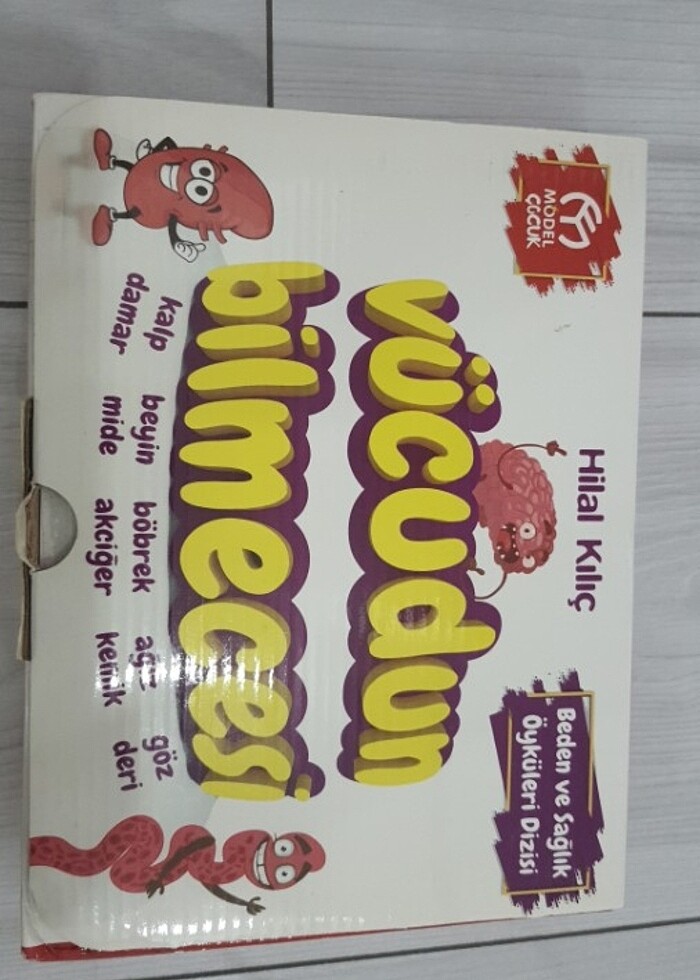 MODEL
ÇOCUK
Hilal Kılıç
Beden ve Sağlık
Öyküleri Dizisi
vücudun
bilmecesi
kalp beyin böbrek ağız göz
damar mide akciğer kemik deri